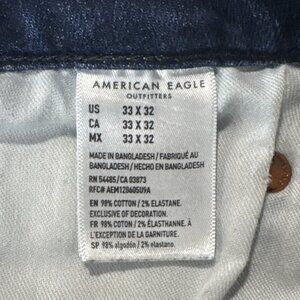 AMERICAN EAGLE
OUTFITTERS
US 33 X 32
CA 33 X 32
MX 33 X 32
MADE IN BANGLADESH / FABRIQUÉ AU
BANGLADESH / HECHO EN BANGLADESH
RN 54485/CA 03873
RFC# AEM120605U9A
EN 98% COTTON / 2% ELASTANE.
EXCLUSIVE OF DECORATION.
FR 98% COTON / 2% ÉLASTHANNE. À
L'EXCEPTION DE LA GARNITURE.
SP 98% algodón / 2% elastano.